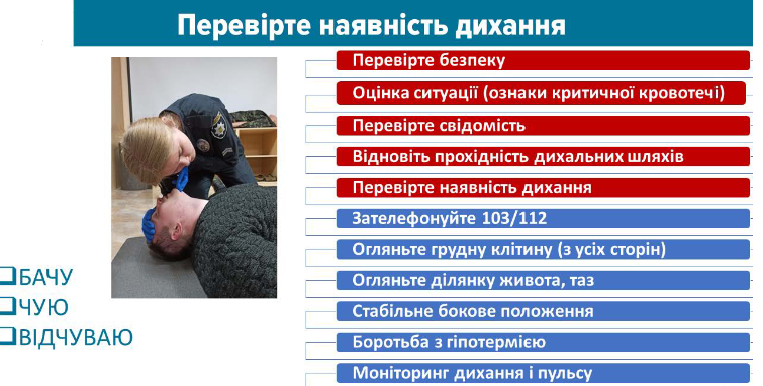 Перевірте наявність дихання
Перевірте безпеку
Оцінка ситуації (ознаки критичної кровотечі)
Перевірте свідомість
Відновіть прохідність дихальних шляхів
Перевірте наявність дихання
Зателефонуйте 103/112
Огляньте грудну клітину (з усіх сторін)
Огляньте ділянку живота, таз
Стабільне бокове положення
Боротьба з гіпотермією
Моніторинг дихання і пульсу
БАЧУ
ЧУЮ
ВІДЧУВАЮ